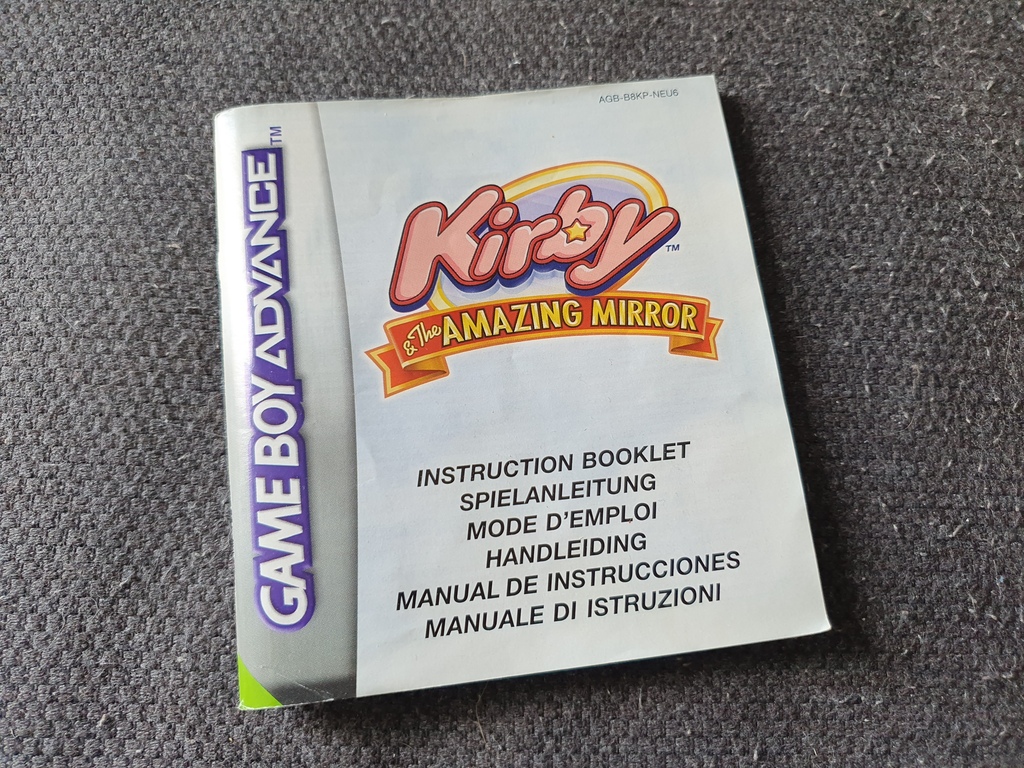 AGB-B8KP-NEU6
GAME BOY ADVANCE™
Kirby™
& The AMAZING MIRROR
INSTRUCTION BOOKLET
SPIELANLEITUNG
MODE D'EMPLOI
HANDLEIDING
MANUAL DE INSTRUCCIONES
MANUALE DI ISTRUZIONI